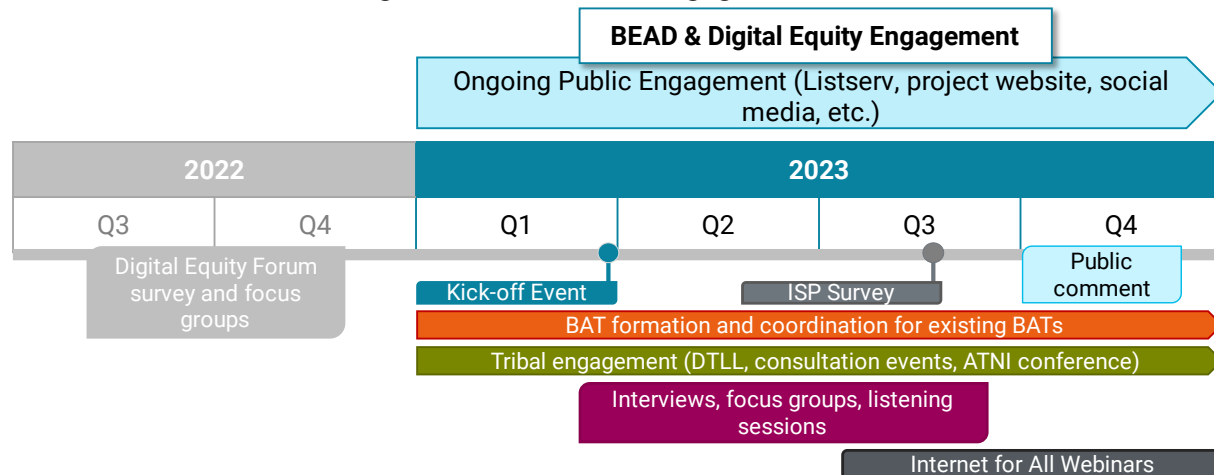 BEAD & Digital Equity Engagement
Ongoing Public Engagement (Listserv, project website, social
media, etc.)
2022
2023
Q3
Q4
Q1
Q2
Q3
Q4
Digital Equity Forum
survey and focus
groups
Kick-off Event
ISP Survey
Public
comment
BAT formation and coordination for existing BATs
Tribal engagement (DTLL, consultation events, ATNI conference)
Interviews, focus groups, listening
sessions
Internet for All Webinars